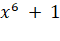 x⁶ + 1